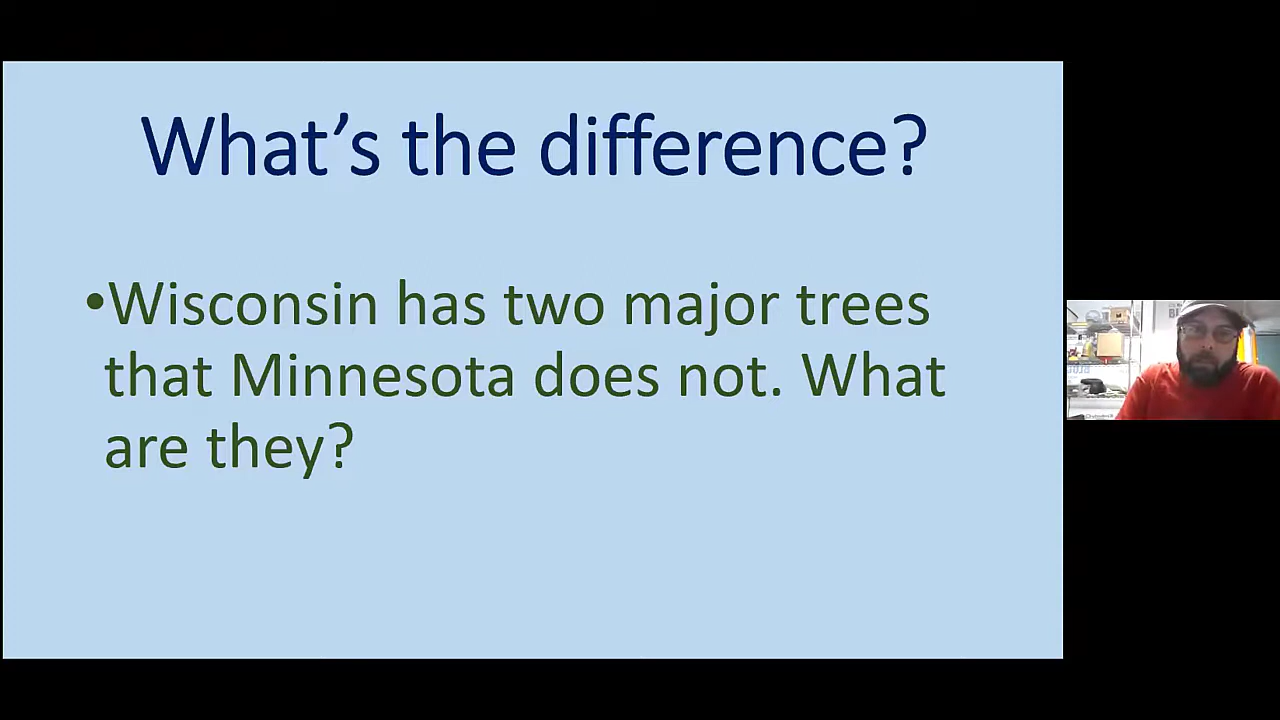 What’s the difference?
•Wisconsin has two major trees
that Minnesota does not. What
are they?